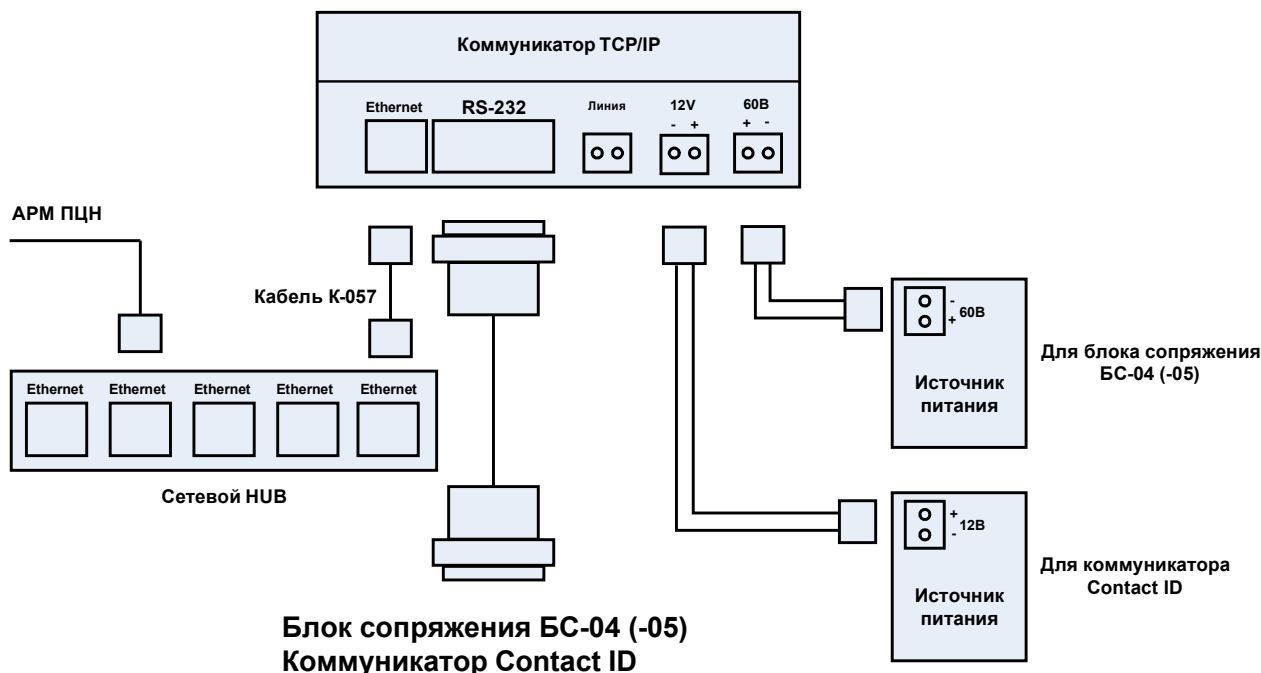 Коммуникатор TCP/IP
Ethernet
RS-232
Линия
12V
- +
60В
+ -
АРМ ПЦН
Кабель К-057
Ethernet Ethernet Ethernet Ethernet Ethernet
Сетевой HUB
-
60В
+
Источник
питания
Для блока сопряжения
БС-04 (-05)
+
12В
-
Источник
питания
Для коммуникатора
Contact ID
Блок сопряжения БС-04 (-05)
Коммуникатор Contact ID